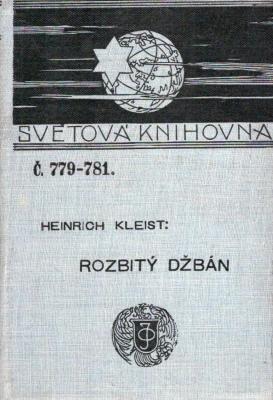 SVĚTOVÁ KNIHOVNA
Č. 779-781.
HEINRICH KLEIST:
ROZBITÝ DŽBÁN